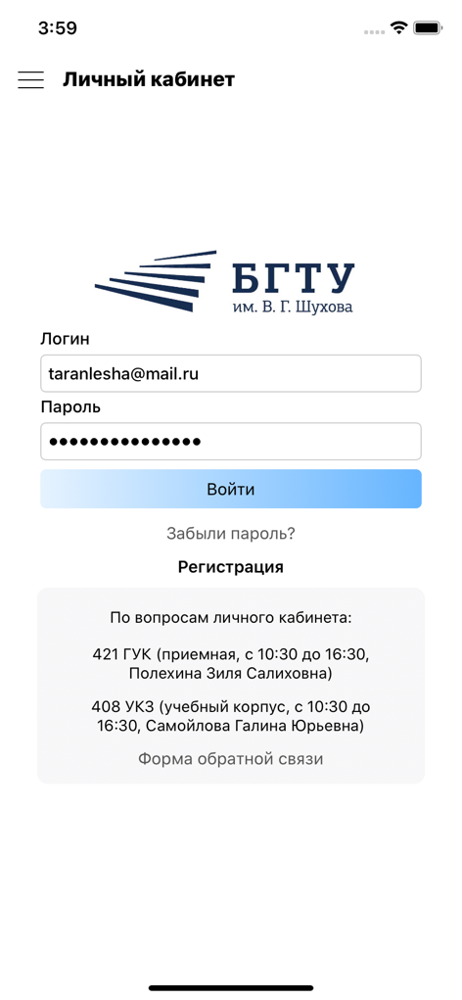 3:59
Личный кабинет
БГТУ
им. В. Г. Шухова
Логин
taranlesha@mail.ru
Пароль
Войти
Забыли пароль?
Регистрация
По вопросам личного кабинета:
421 ГУК (приемная, с 10:30 до 16:30,
Полехина Зиля Салиховна)
408 УК3 (учебный корпус, с 10:30 до
16:30, Самойлова Галина Юрьевна)
Форма обратной связи